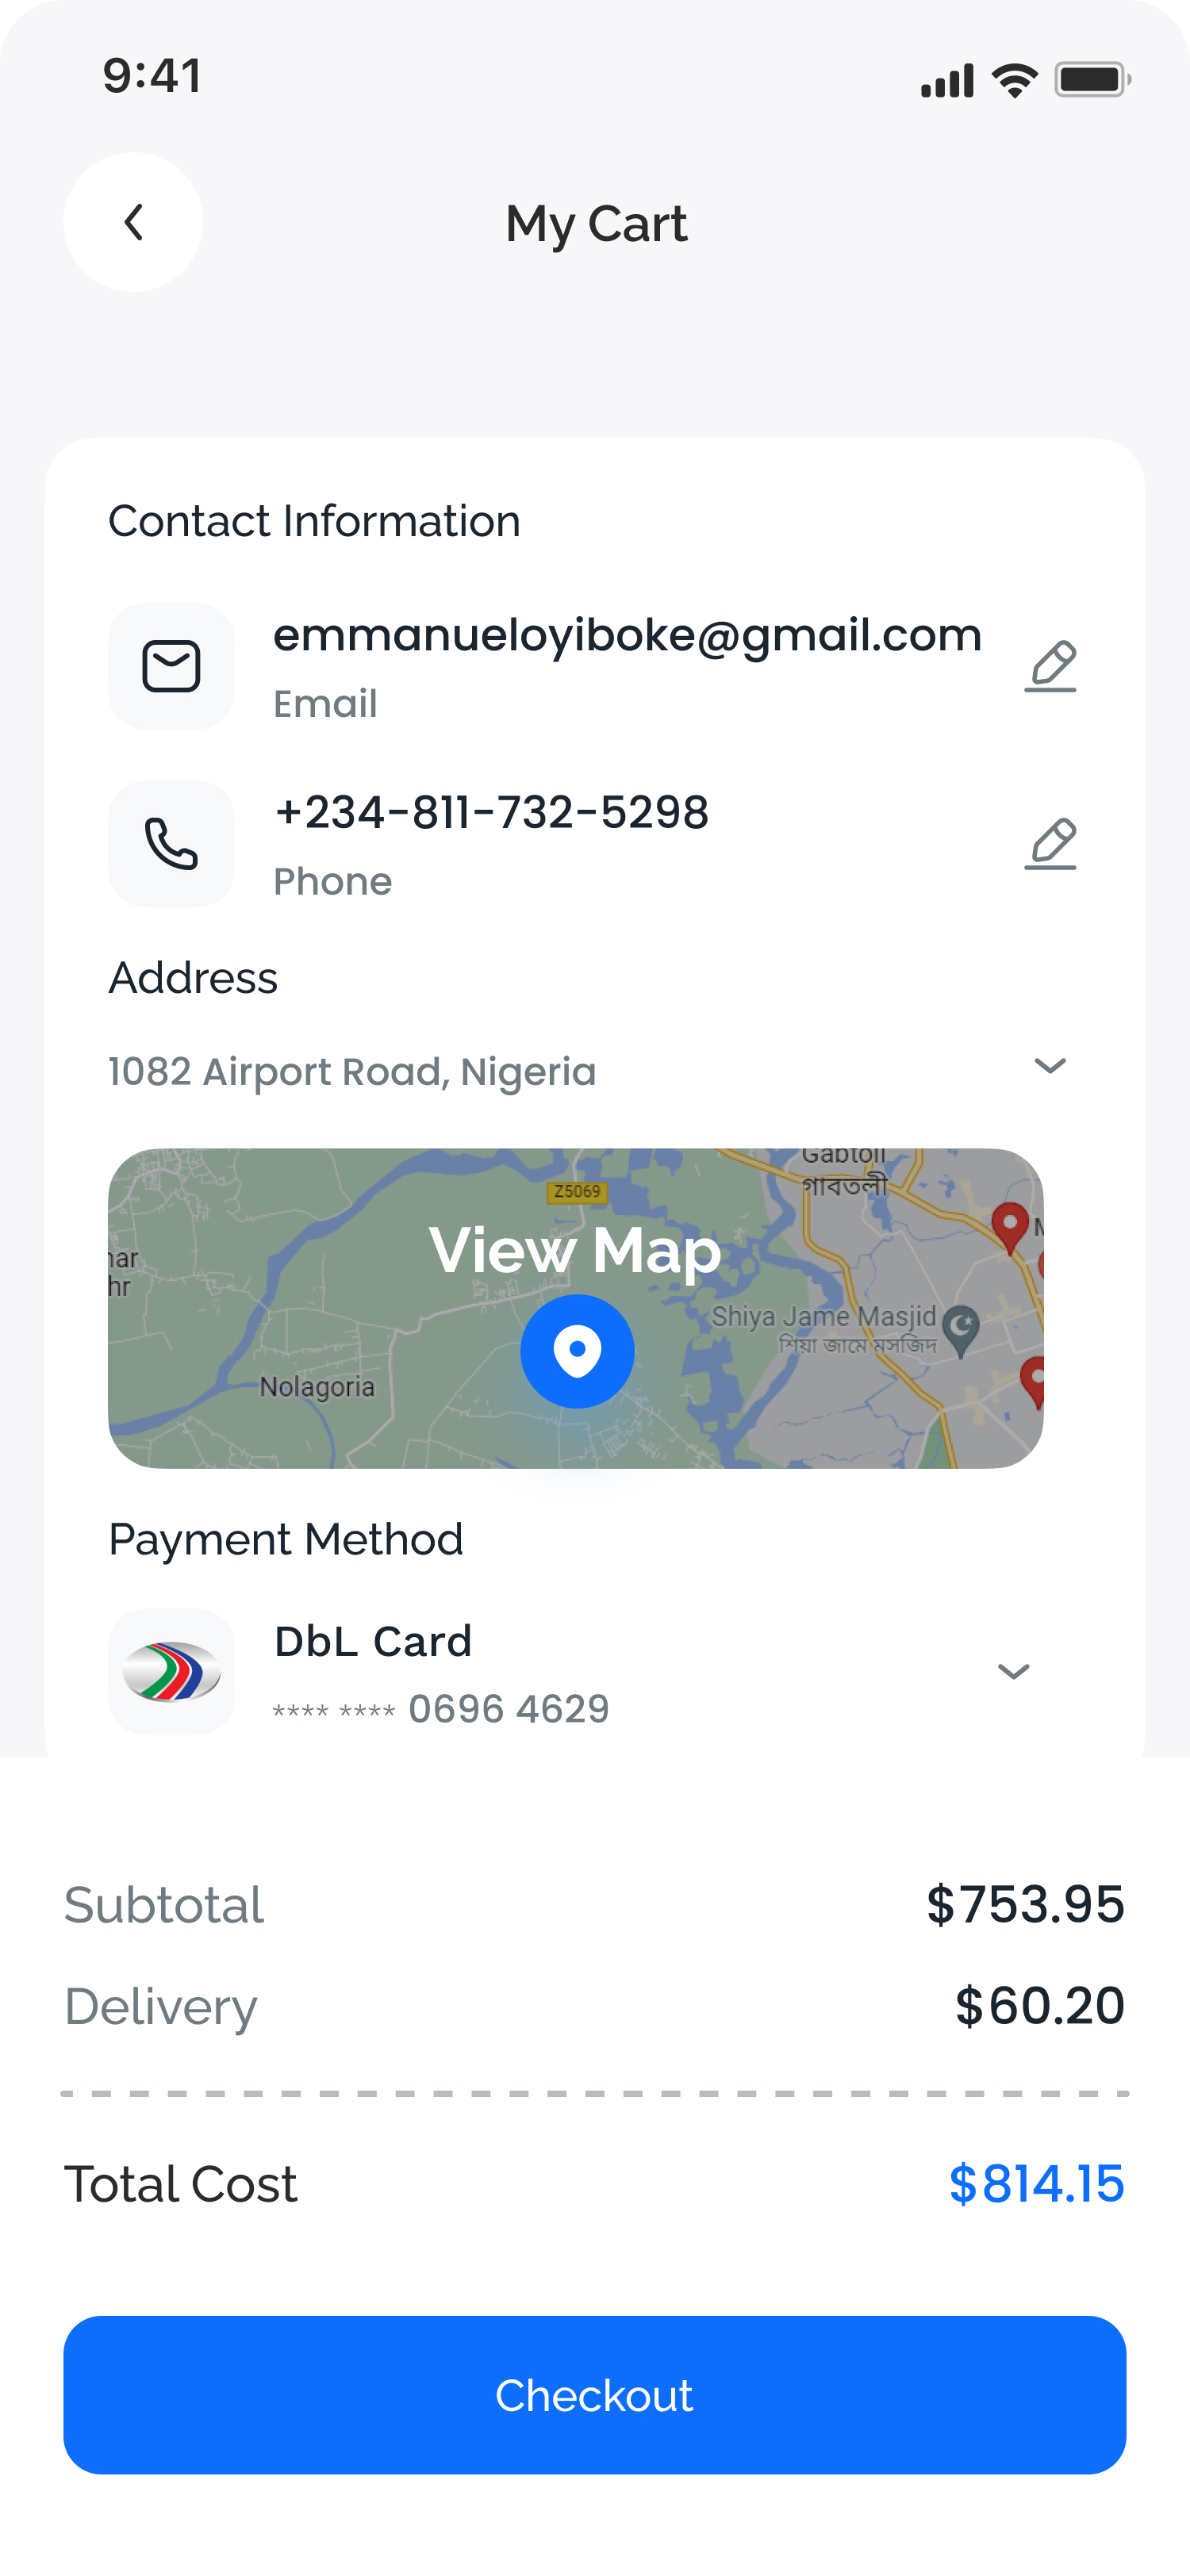 9:41
My Cart
Contact Information
emmanueloyiboke@gmail.com
Email
+234-811-732-5298
Phone
Address
1082 Airport Road, Nigeria
Gabtoli
গাবতলী
Z5069
View Map
Shiya Jame Masjid
শিয়া জামে মসজিদ
Nolagoria
Payment Method
DbL Card
**** **** 0696 4629
Subtotal
$753.95
Delivery
$60.20
Total Cost
$814.15
Checkout